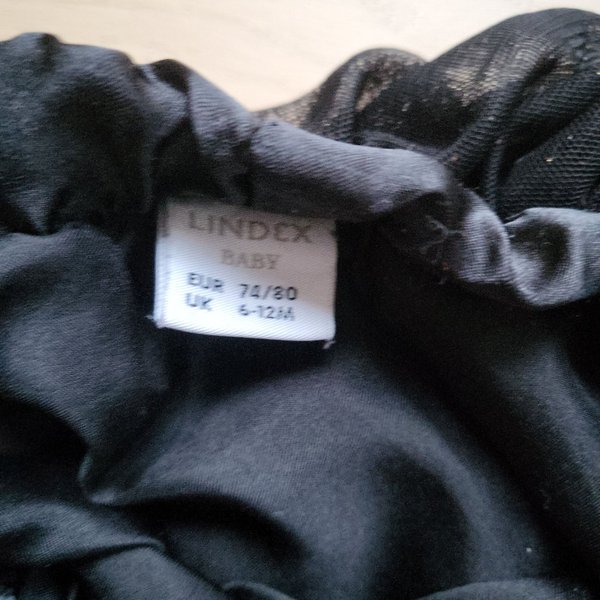 LINDEX
BABY
EUR 74/80
UK 6-12M